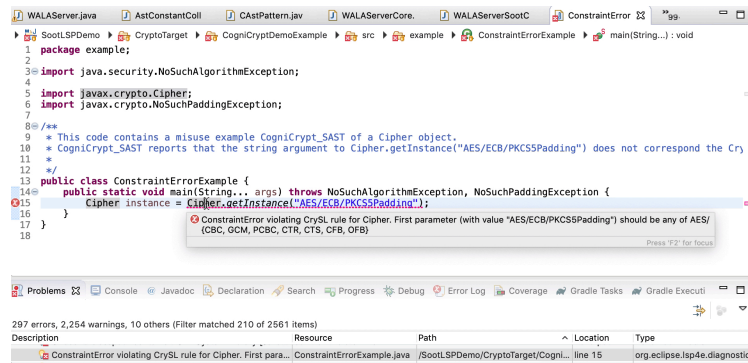 WALAServer.java AstConstantColl CAstPattern.jav WALAServerCore. WALAServerSootC ConstraintError »99.
SootLSPDemo CryptoTarget CogniCryptDemoExample src example ConstraintErrorExample main(String...) : void
1 package example;
2
3 import java.security.NoSuchAlgorithmException;
4
5 import javax.crypto.Cipher;
6 import javax.crypto.NoSuchPaddingException;
7
8 /**
9 * This code contains a misuse example CogniCrypt_SAST of a Cipher object.
10 * CogniCrypt_SAST reports that the string argument to Cipher.getInstance("AES/ECB/PKCS5Padding") does not correspond the Cry
11 *
12 */
13 public class ConstraintErrorExample {
14 public static void main(String... args) throws NoSuchAlgorithmException, NoSuchPaddingException {
15 Cipher instance = Cipher.getInstance("AES/ECB/PKCS5Padding");
16 }
17 }
18
ConstraintError violating CrySL rule for Cipher. First parameter (with value "AES/ECB/PKCS5Padding") should be any of AES/
{CBC, GCM, PCBC, CTR, CTS, CFB, OFB}
Press 'F2' for focus
Problems Console Javadoc Declaration Search Progress Debug Error Log Coverage Gradle Tasks Gradle Executi
297 errors, 2,254 warnings, 10 others (Filter matched 210 of 2561 items)
Description Resource Path Location Type
ConstraintError violating CrySL rule for Cipher. First para... ConstraintErrorExample.java /SootLSPDemo/CryptoTarget/Cogni... line 15 org.eclipse.lsp4e.diagnostic